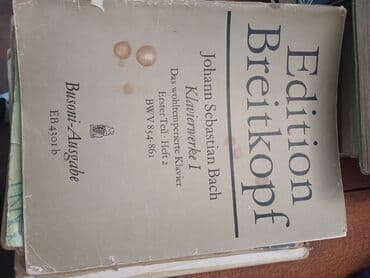 Edition
Breitkopf
Johann Sebastian Bach
Klavierwerke I
Das wohltemperierte Klavier
Erster Teil · Heft 2
BWV 854-861
Busoni-Ausgabe
EB 4301 b